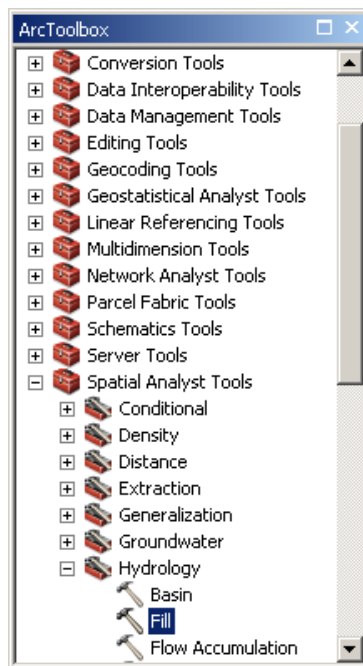 ArcToolbox
Conversion Tools
Data Interoperability Tools
Data Management Tools
Editing Tools
Geocoding Tools
Geostatistical Analyst Tools
Linear Referencing Tools
Multidimension Tools
Network Analyst Tools
Parcel Fabric Tools
Schematics Tools
Server Tools
Spatial Analyst Tools
Conditional
Density
Distance
Extraction
Generalization
Groundwater
Hydrology
Basin
Fill
Flow Accumulation